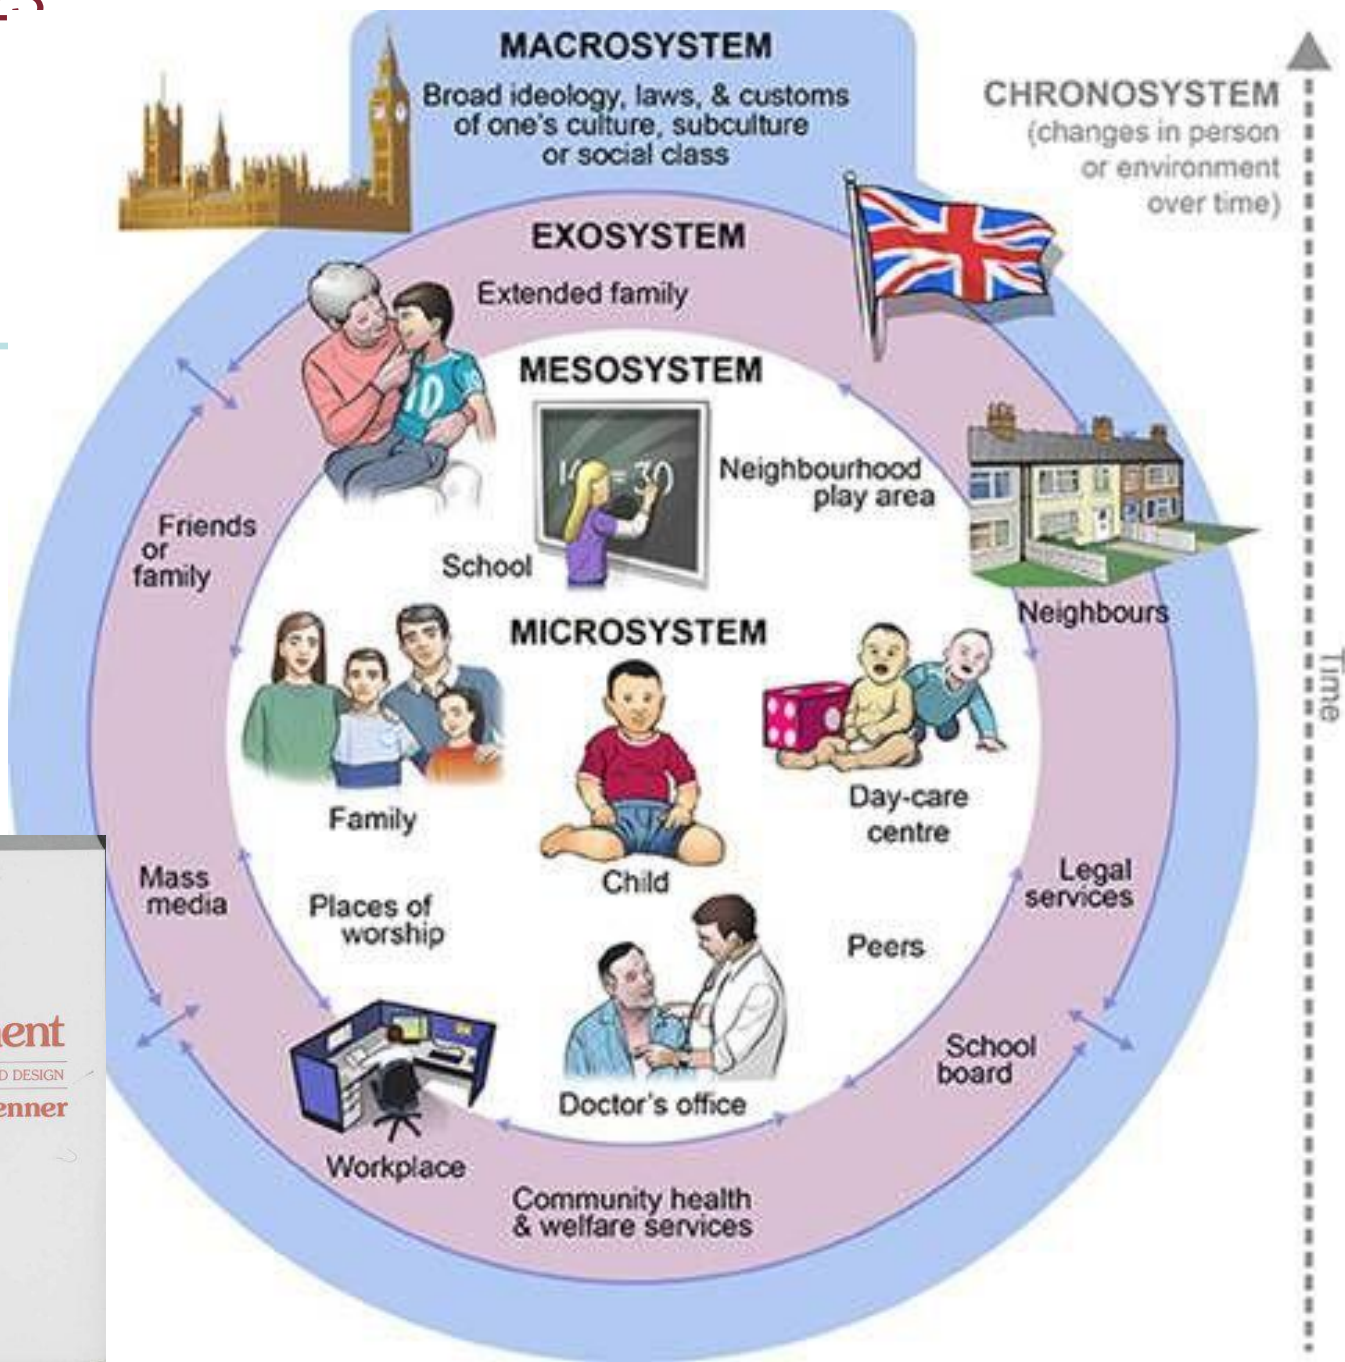 MACROSYSTEM
Broad ideology, laws, & customs
of one's culture, subculture
or social class
CHRONOSYSTEM
(changes in person
or environment
over time)
EXOSYSTEM
Extended family
MESOSYSTEM
10
30
Neighbourhood
play area
School
Friends
or
family
Neighbours
MICROSYSTEM
Time
Family
Day-care
centre
Child
Mass
media
Places of
worship
Legal
services
Peers
ent
D DESIGN
enner
School
board
Doctor's office
Workplace
Community health
& welfare services